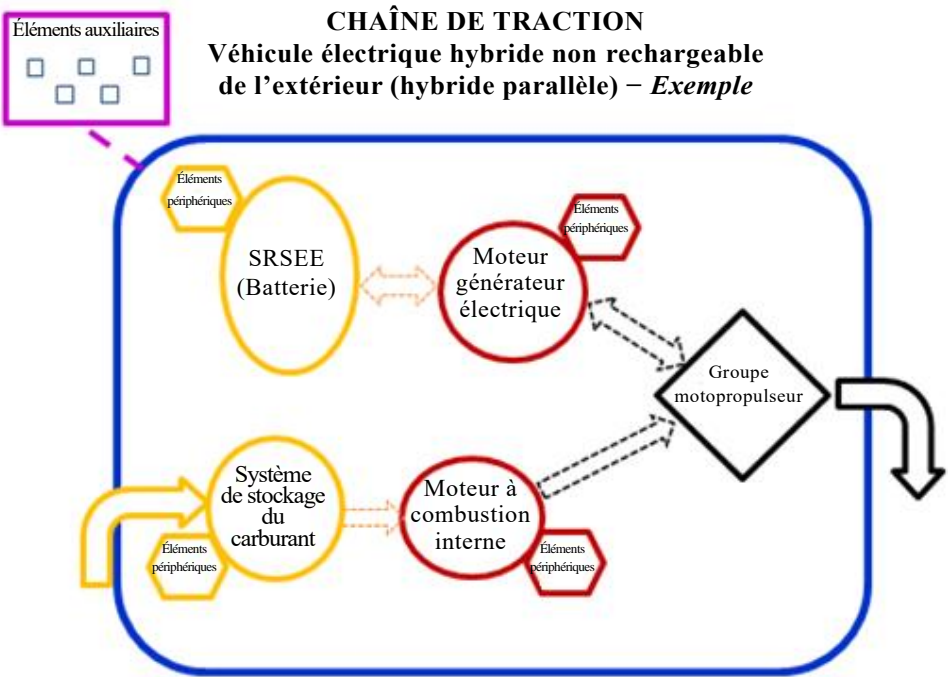 CHAÎNE DE TRACTION
Véhicule électrique hybride non rechargeable
de l’extérieur (hybride parallèle) − Exemple
Éléments auxiliaires
Éléments
périphériques
SRSEE
(Batterie)
Éléments
périphériques
Moteur
générateur
électrique
Groupe
motopropulseur
Système
de stockage
du
carburant
Éléments
périphériques
Moteur à
combustion
interne
Éléments
périphériques